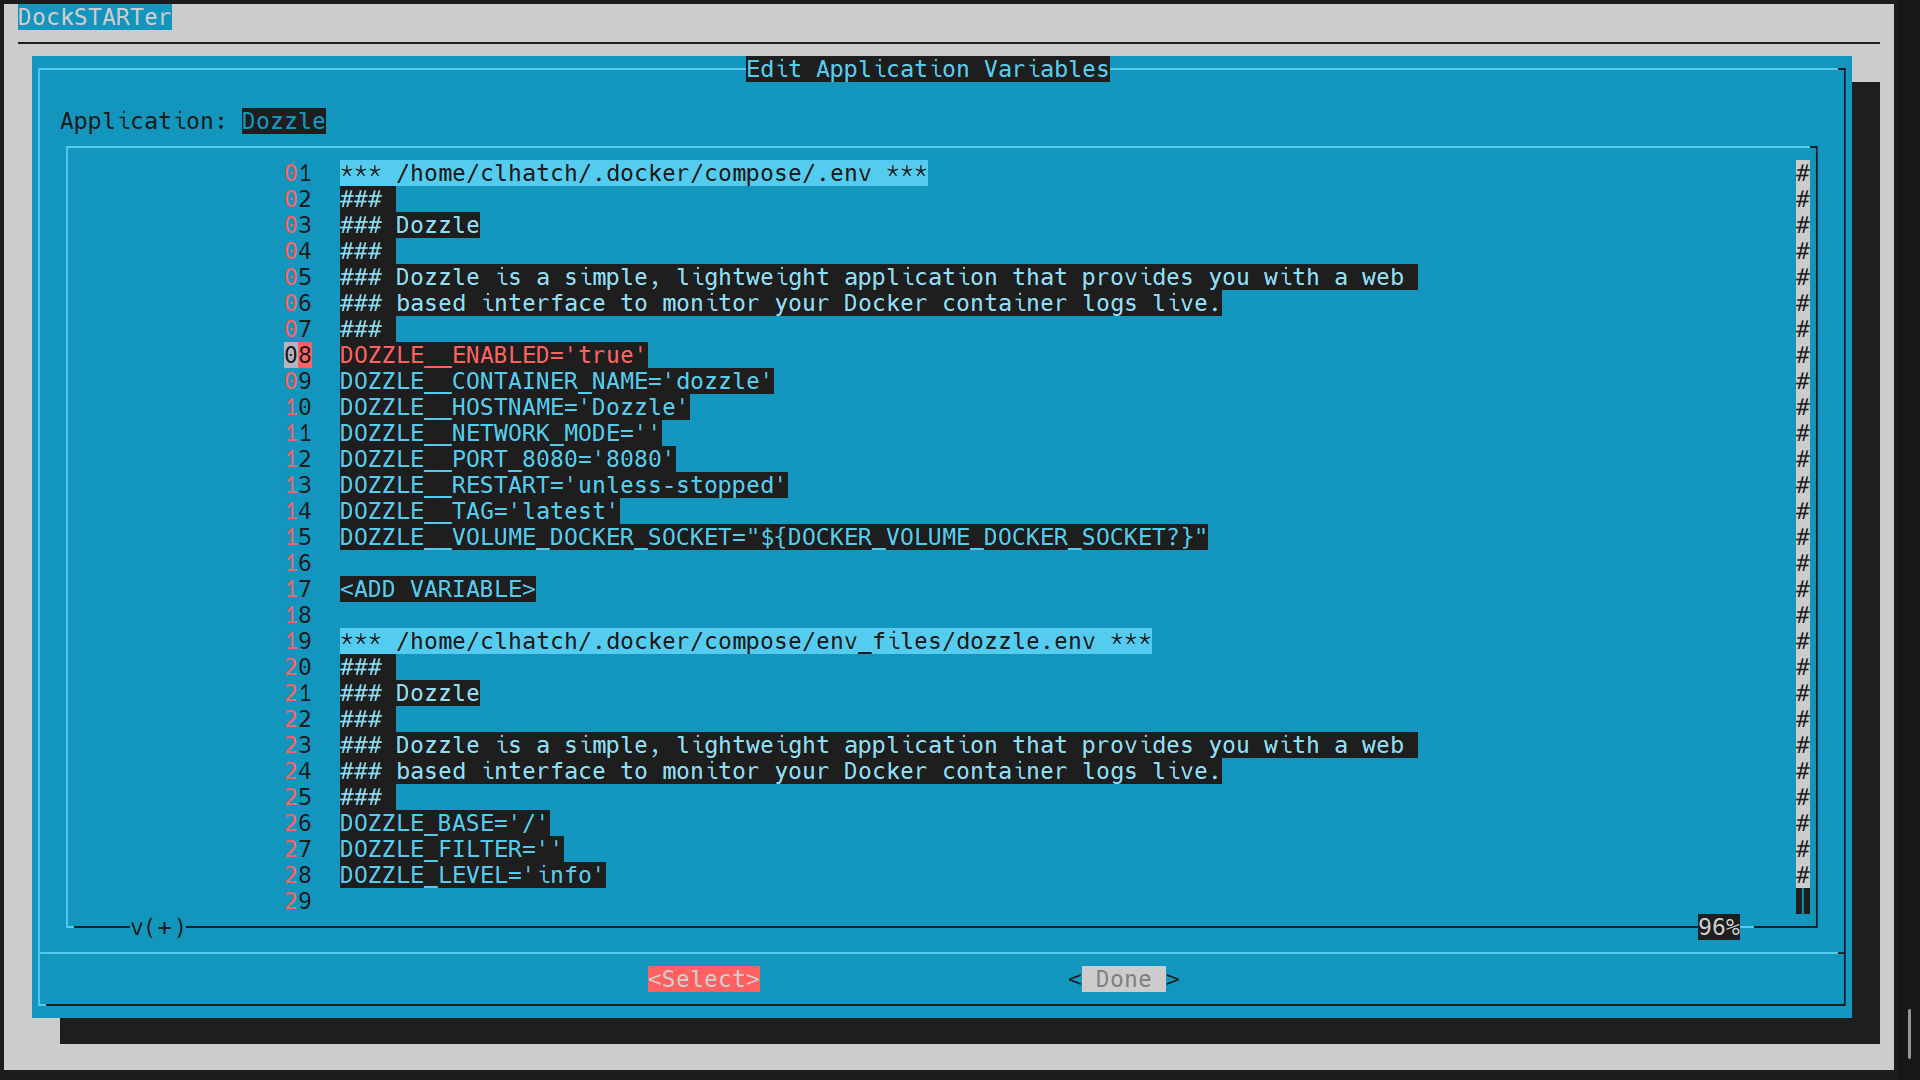 DockSTARTer
Edit Application Variables
Application: Dozzle
01 *** /home/clhatch/.docker/compose/.env *** #
02 ### #
03 ### Dozzle #
04 ### #
05 ### Dozzle is a simple, lightweight application that provides you with a web #
06 ### based interface to monitor your Docker container logs live. #
07 ### #
08 DOZZLE__ENABLED='true' #
09 DOZZLE__CONTAINER_NAME='dozzle' #
10 DOZZLE__HOSTNAME='Dozzle' #
11 DOZZLE__NETWORK_MODE='' #
12 DOZZLE__PORT_8080='8080' #
13 DOZZLE__RESTART='unless-stopped' #
14 DOZZLE__TAG='latest' #
15 DOZZLE__VOLUME_DOCKER_SOCKET="${DOCKER_VOLUME_DOCKER_SOCKET?}" #
16 #
17 <ADD VARIABLE> #
18 #
19 *** /home/clhatch/.docker/compose/env_files/dozzle.env *** #
20 ### #
21 ### Dozzle #
22 ### #
23 ### Dozzle is a simple, lightweight application that provides you with a web #
24 ### based interface to monitor your Docker container logs live. #
25 ### #
26 DOZZLE_BASE='/' #
27 DOZZLE_FILTER='' #
28 DOZZLE_LEVEL='info' #
29
v(+) 96%
<Select> < Done >